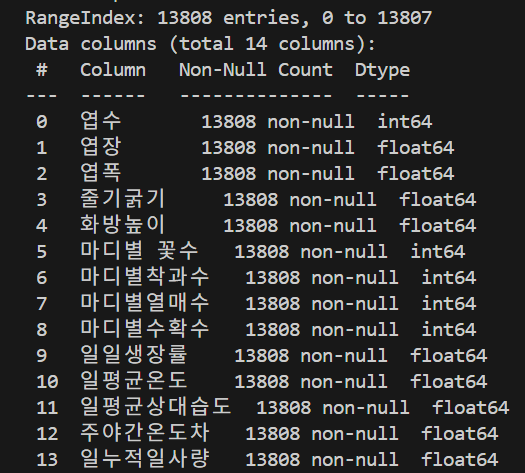 RangeIndex: 13808 entries, 0 to 13807
Data columns (total 14 columns):
 #   Column   Non-Null Count  Dtype
---  ------   --------------  -----
 0   엽수       13808 non-null  int64
 1   엽장       13808 non-null  float64
 2   엽폭       13808 non-null  float64
 3   줄기굵기     13808 non-null  float64
 4   화방높이     13808 non-null  float64
 5   마디별 꽃수   13808 non-null  int64
 6   마디별착과수   13808 non-null  int64
 7   마디별열매수   13808 non-null  int64
 8   마디별수확수   13808 non-null  int64
 9   일일생장률    13808 non-null  float64
 10  일평균온도    13808 non-null  float64
 11  일평균상대습도  13808 non-null  float64
 12  주야간온도차   13808 non-null  float64
 13  일누적일사량   13808 non-null  float64